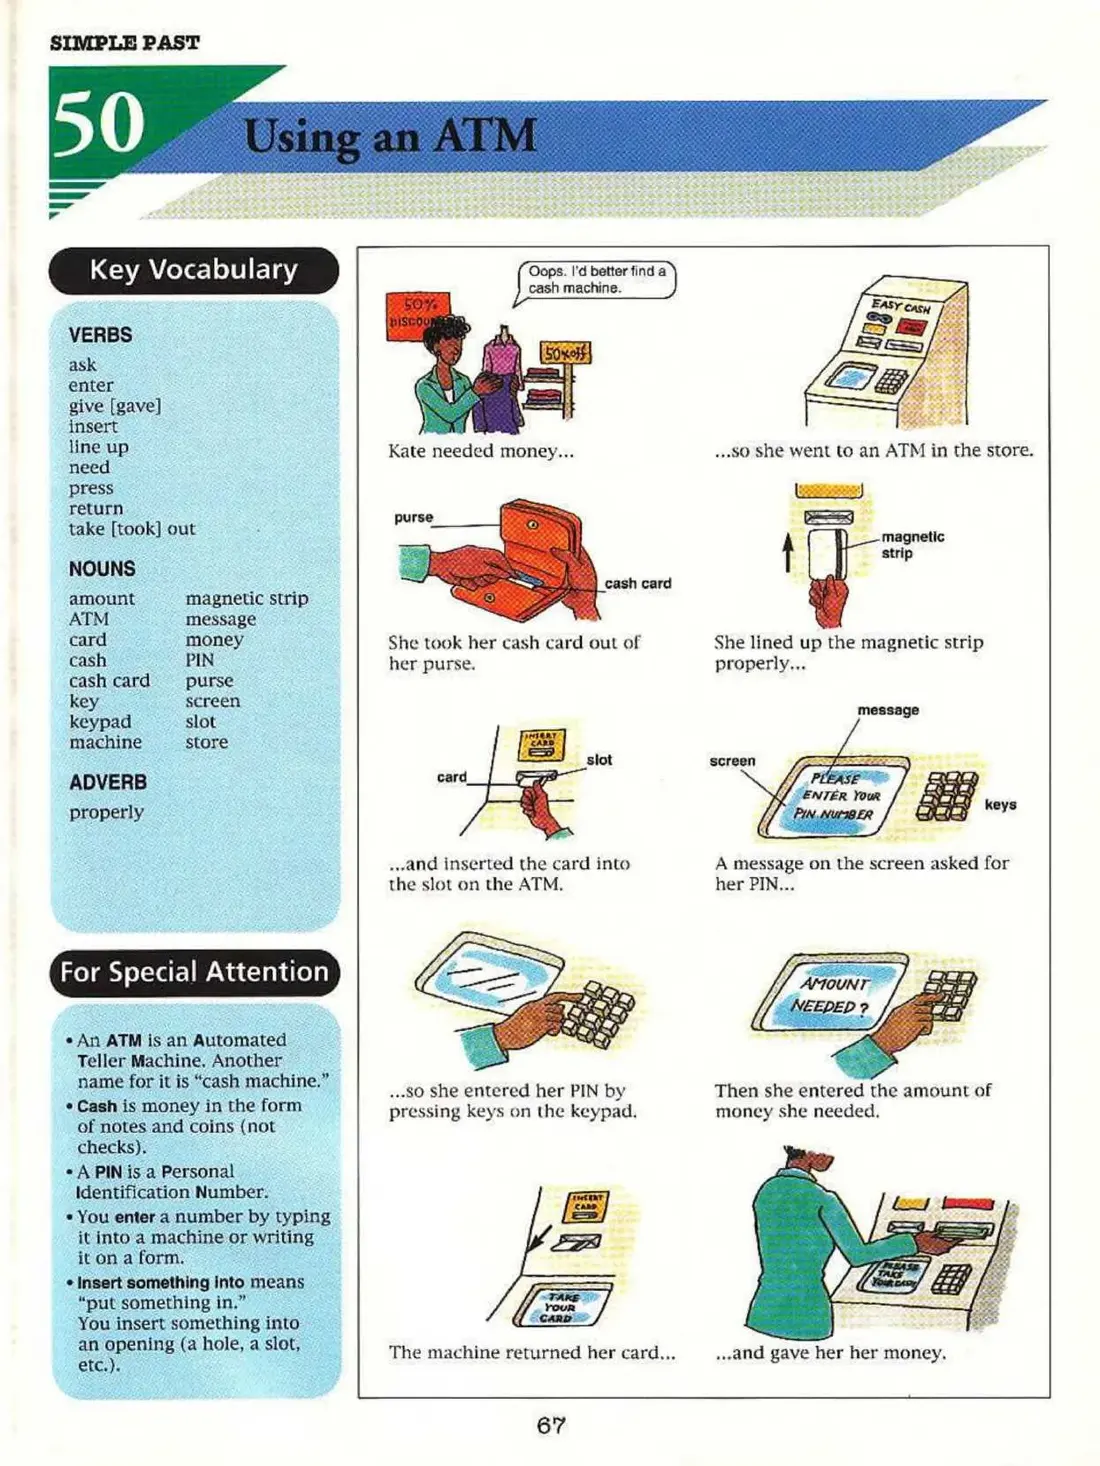 SIMPLE PAST
50
Using an ATM
Key Vocabulary
VERBS
ask
enter
give [gave]
insert
line up
need
press
return
take [took] out
NOUNS
amount
ATM
card
cash
cash card
key
keypad
machine
magnetic strip
message
money
PIN
purse
screen
slot
store
ADVERB
properly
For Special Attention
• An ATM is an Automated
Teller Machine. Another
name for it is “cash machine.”
• Cash is money in the form
of notes and coins (not
checks).
• A PIN is a Personal
Identification Number.
• You enter a number by typing
it into a machine or writing
it on a form.
• Insert something into means
“put something in.”
You insert something into
an opening (a hole, a slot,
etc.).
50%
DISCOU
Oops. I'd better find a
cash machine.
50% off
Kate needed money...
EASY CASH
...so she went to an ATM in the store.
purse
cash card
She took her cash card out of
her purse.
magnetic
strip
She lined up the magnetic strip
properly...
INSERT
CARD
slot
card
...and inserted the card into
the slot on the ATM.
message
screen
PLEASE
ENTER YOUR
PIN NUMBER
keys
A message on the screen asked for
her PIN...
...so she entered her PIN by
pressing keys on the keypad.
AMOUNT
NEEDED?
Then she entered the amount of
money she needed.
INSERT
CARD
TAKE
YOUR
CARD
The machine returned her card...
PLEASE
TAKE
YOUR CASH
...and gave her her money.
67